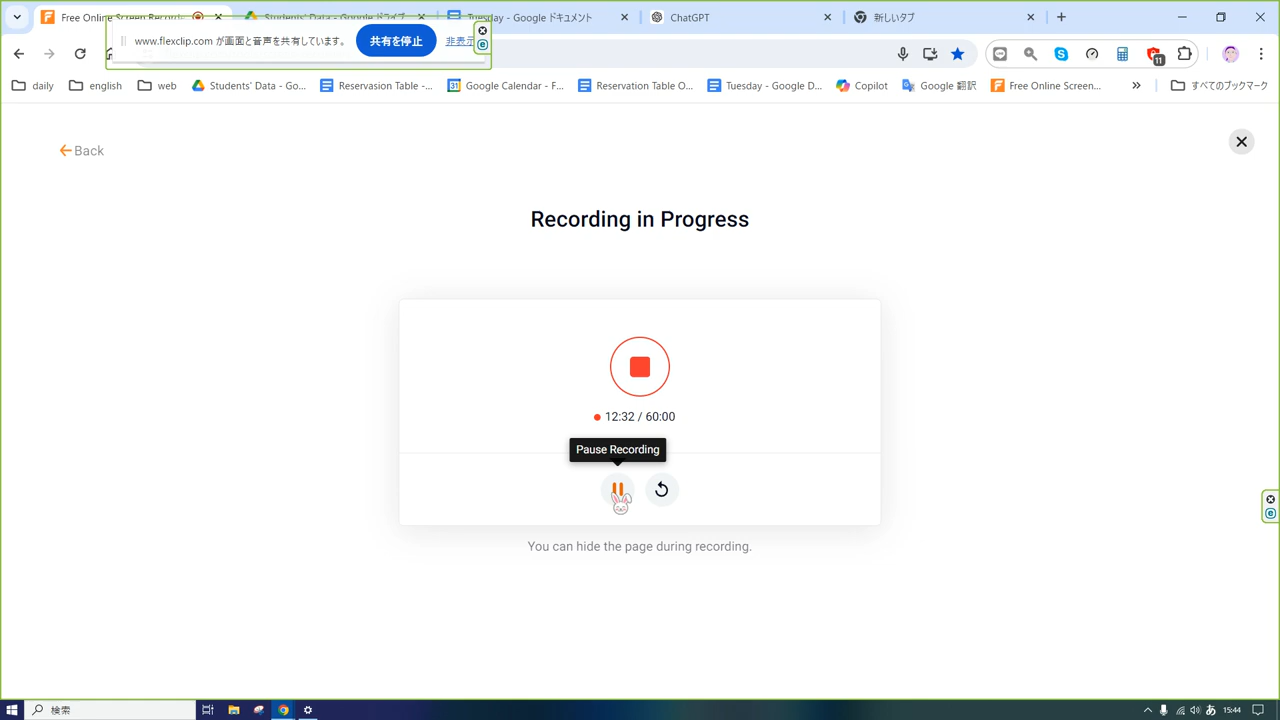 Free Online Screen Record
Students' Data - Google ドライブ
Tuesday - Google ドキュメント
ChatGPT
新しいタブ
www.flexclip.com が画面と音声を共有しています。
共有を停止
非表示
11
daily
english
web
Students' Data - Go...
Reservasion Table -...
Google Calendar - F...
Reservation Table O...
Tuesday - Google D...
Copilot
Google 翻訳
Free Online Screen...
»
すべてのブックマーク
Back
Recording in Progress
12:32 / 60:00
Pause Recording
You can hide the page during recording.
検索
あ
15:44